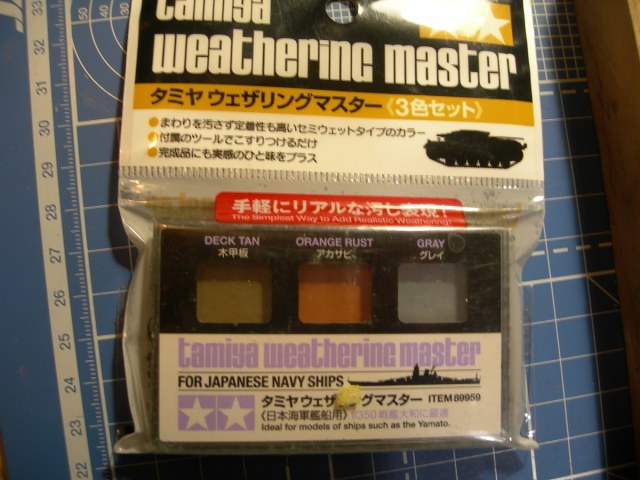 tamiya
weathering master
タミヤ ウェザリングマスター 《3色セット》
●まわりを汚さず定着性も高いセミウェットタイプのカラー
●付属のツールでこすりつけるだけ
●完成品にも実感のひと味をプラス
手軽にリアルな汚し表現!
The Simplest Way to Add Realistic Weathering!
DECK TAN ORANGE RUST GRAY
木甲板 アカサビ グレイ
tamiya weathering master
FOR JAPANESE NAVY SHIPS
タミヤ ウェザリングマスター ITEM 89959
《日本海軍艦船用》 1/350 戦艦大和に最適
Ideal for models of ships such as the Yamato.
33
32
31
30
29
28
27
26
25
24
23
22
50
40
30